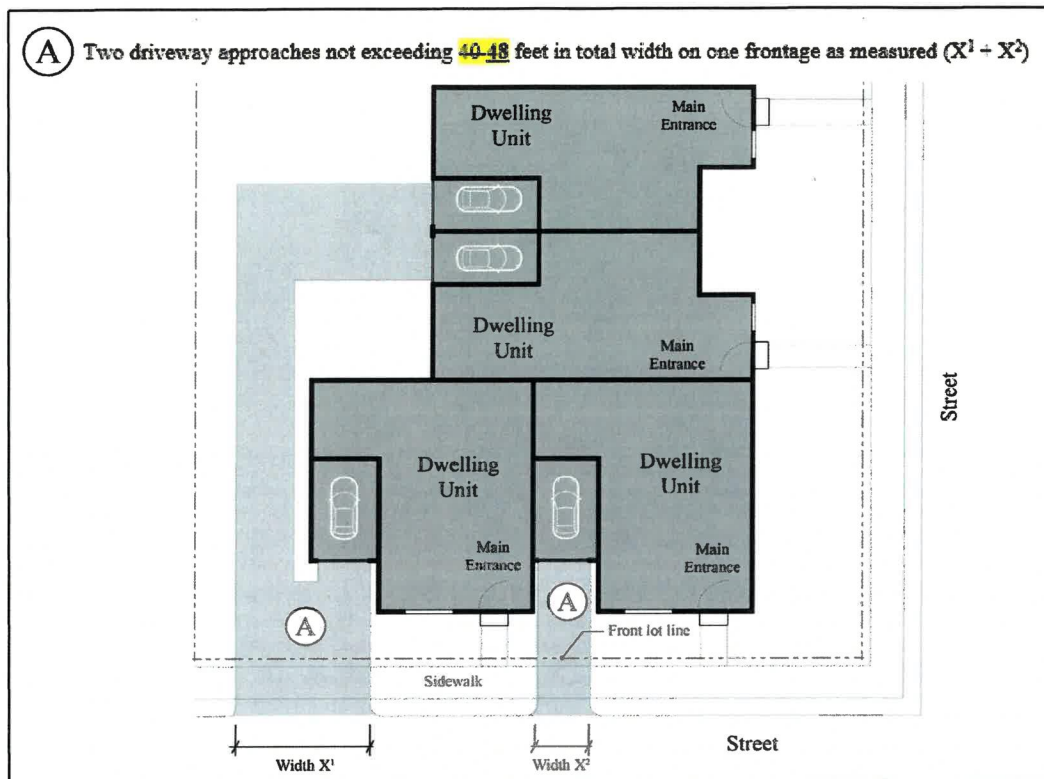 A Two driveway approaches not exceeding 40 48 feet in total width on one frontage as measured (X¹ + X²)
Dwelling
Unit
Main
Entrance
Dwelling
Unit
Main
Entrance
Street
Dwelling
Unit
Dwelling
Unit
Main
Entrance
Main
Entrance
A
A
Front lot line
Sidewalk
Street
Width X¹
Width X²